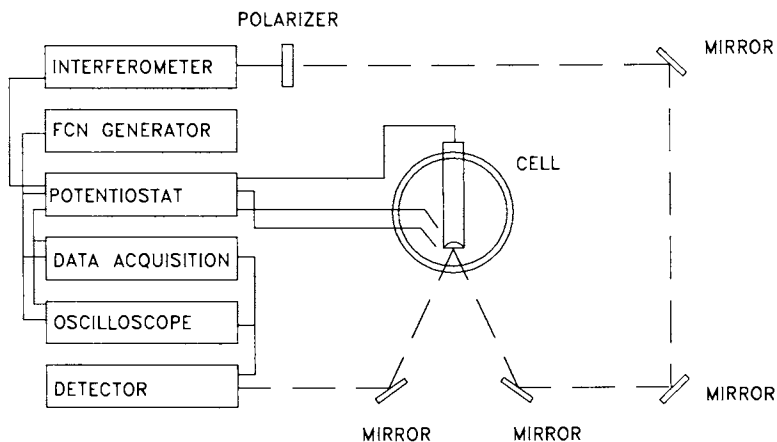 POLARIZER
MIRROR
INTERFEROMETER
FCN GENERATOR
CELL
POTENTIOSTAT
DATA ACQUISITION
OSCILLOSCOPE
DETECTOR
MIRROR
MIRROR
MIRROR